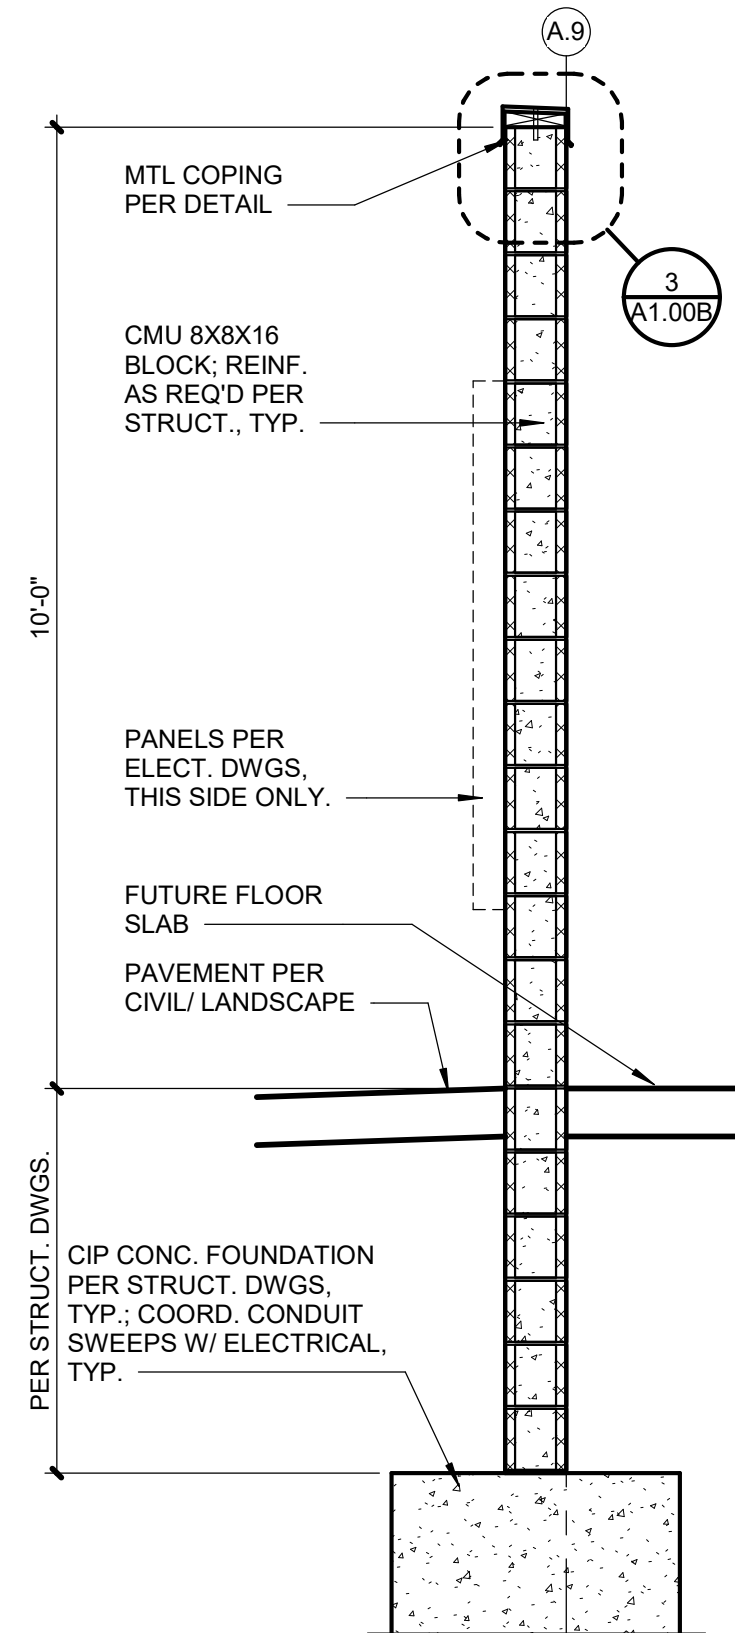 A.9
MTL COPING
PER DETAIL
3
A1.00B
CMU 8X8X16
BLOCK; REINF.
AS REQ'D PER
STRUCT., TYP.
10'-0"
PANELS PER
ELECT. DWGS,
THIS SIDE ONLY.
FUTURE FLOOR
SLAB
PAVEMENT PER
CIVIL/ LANDSCAPE
PER STRUCT. DWGS.
CIP CONC. FOUNDATION
PER STRUCT. DWGS,
TYP.; COORD. CONDUIT
SWEEPS W/ ELECTRICAL,
TYP.